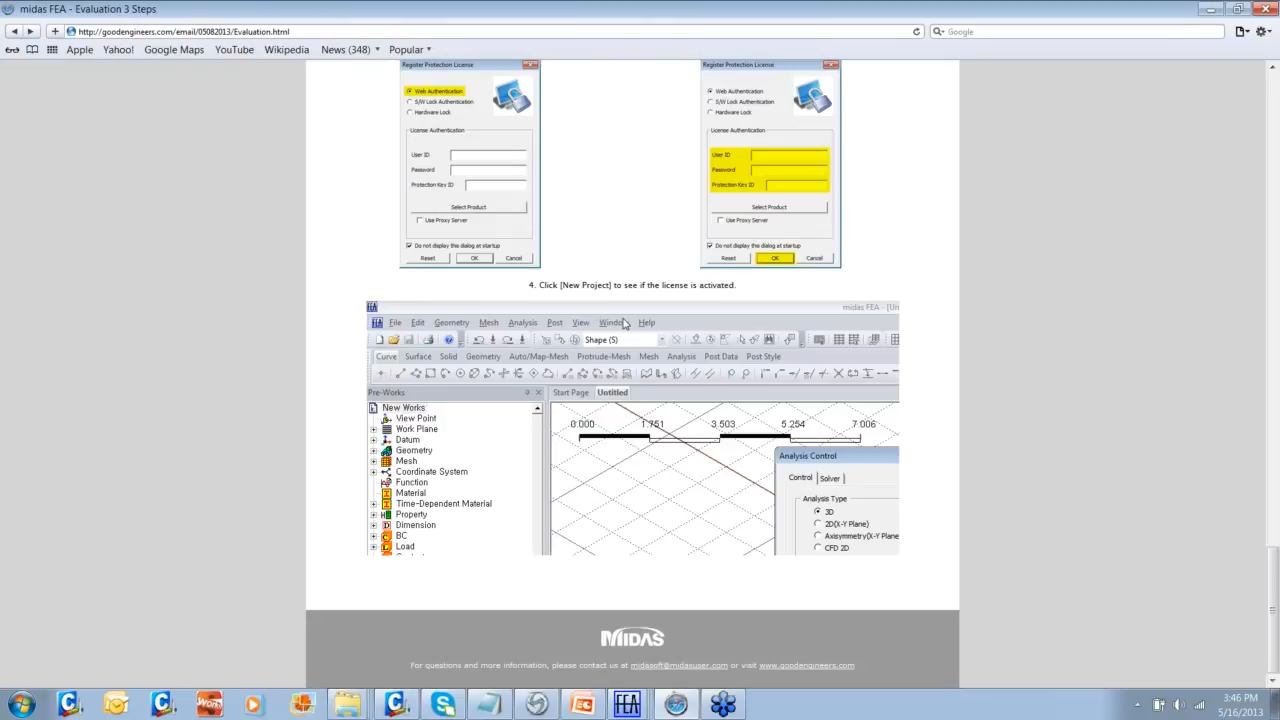 midas FEA - Evaluation 3 Steps
http://goodengineers.com/email/05082013/Evaluation.html
Google
Apple Yahoo! Google Maps YouTube Wikipedia News (348) Popular
Register Protection License
Web Authentication
S/W Lock Authentication
Hardware Lock
License Authentication
User ID
Password
Protection Key ID
Select Product
Use Proxy Server
Do not display the dialog at startup
Reset OK Cancel
Register Protection License
Web Authentication
S/W Lock Authentication
Hardware Lock
License Authentication
User ID
Password
Protection Key ID
Select Product
Use Proxy Server
Do not display the dialog at startup
Reset OK Cancel
4. Click [New Project] to see if the license is activated.
FEA midas FEA - [Un
FEA File Edit Geometry Mesh Analysis Post View Window Help
Shape (S)
Curve Surface Solid Geometry Auto/Map-Mesh Protrude-Mesh Mesh Analysis Post Data Post Style
Pre-Works
Start Page Untitled
New Works
View Point
Work Plane
Datum
Geometry
Mesh
Coordinate System
Function
Material
Time-Dependent Material
Property
Dimension
BC
Load
0.000 1.751 3.503 5.254 7.006
Analysis Control
Control Solver
Analysis Type
3D
2D(X-Y Plane)
Axisymmetry(X-Y Plane
CFD 2D
MIDAS
For questions and more information, please contact us at midasoft@midasuser.com or visit www.goodengineers.com
FEA
3:46 PM
5/16/2013